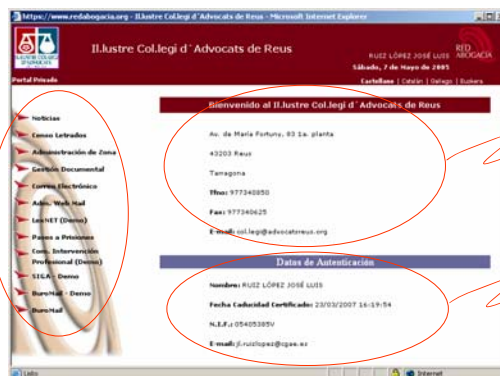 https://www.redabogacia.org - Il.lustre Col.legi d'Advocats de Reus - Microsoft Internet Explorer
Il.lustre Col.legi d´Advocats de Reus
RUIZ LÓPEZ JOSÉ LUIS
RED ABOGACÍA
Sábado, 7 de Mayo de 2005
Portal Privado
Castellano | Catalán | Gallego | Euskera
Bienvenido al Il.lustre Col.legi d´Advocats de Reus
Noticias
Censo Letrados
Administración de Zona
Gestión Documental
Correo Electrónico
Adm. Web Mail
LexNET (Demo)
Pases a Prisiones
Com. Intervención
Profesional (Demo)
SIGA - Demo
BuroMail - Demo
BuroMail
Av. de Maria Fortuny, 83 1a. planta
43203 Reus
Tarragona
Tfno: 977340850
Fax: 977340625
E-mail: col.legi@advocatsreus.org
Datos de Autenticación
Nombre: RUIZ LÓPEZ JOSÉ LUIS
Fecha Caducidad Certificado: 23/03/2007 16:19:54
N.I.F.: 05405385V
E-mail: jl.ruizlopez@cgae.es
Listo
Internet